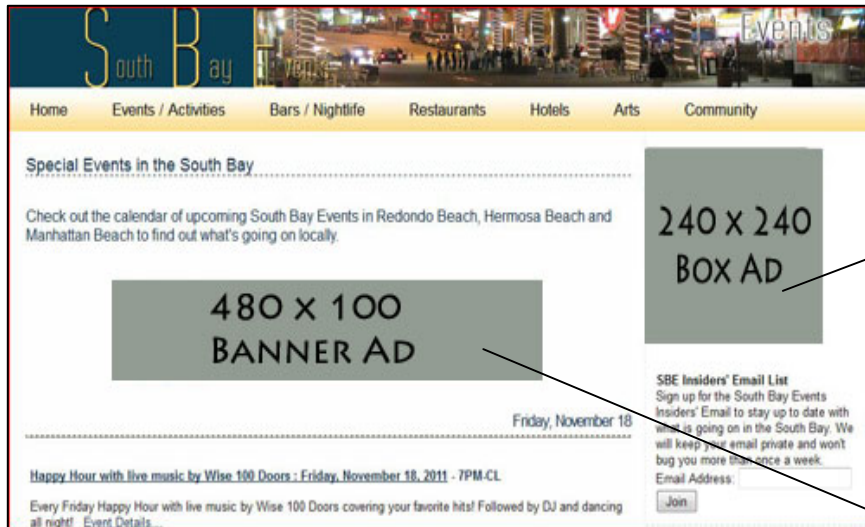 South Bay Events
Events
Home Events / Activities Bars / Nightlife Restaurants Hotels Arts Community
Special Events in the South Bay
Check out the calendar of upcoming South Bay Events in Redondo Beach, Hermosa Beach and
Manhattan Beach to find out what's going on locally.
480 x 100
BANNER AD
Friday, November 18
Happy Hour with live music by Wise 100 Doors : Friday, November 18, 2011 - 7PM-CL
Every Friday Happy Hour with live music by Wise 100 Doors covering your favorite hits! Followed by DJ and dancing
all night! Event Details...
240 x 240
BOX AD
SBE Insiders' Email List
Sign up for the South Bay Events
Insiders' Email to stay up to date with
what is going on in the South Bay. We
will keep your email private and won't
bug you more than once a week.
Email Address:
Join